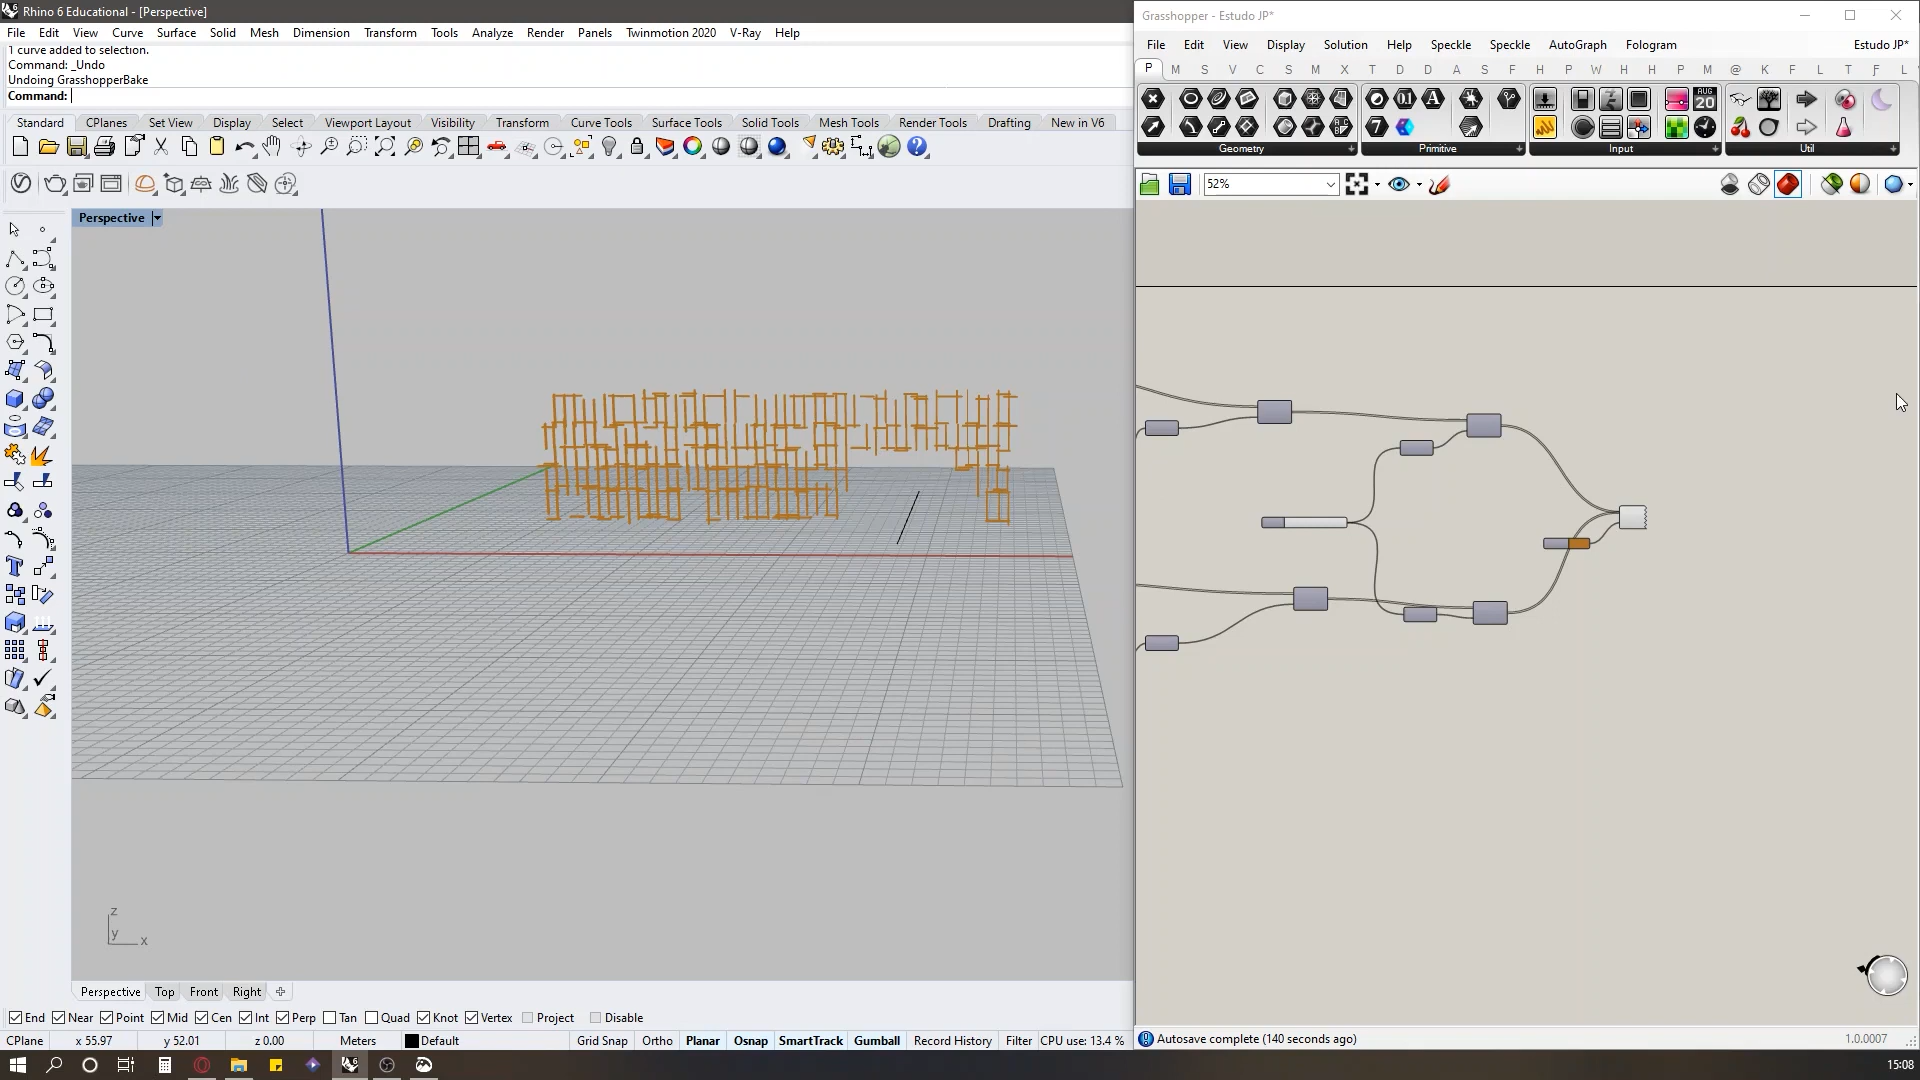 Rhino 6 Educational - [Perspective]
File Edit View Curve Surface Solid Mesh Dimension Transform Tools Analyze Render Panels Twinmotion 2020 V-Ray Help
1 curve added to selection.
Command: _Undo
Undoing GrasshopperBake
Command:
Standard CPlanes Set View Display Select Viewport Layout Visibility Transform Curve Tools Surface Tools Solid Tools Mesh Tools Render Tools Drafting New in V6
Perspective
z
y x
Perspective Top Front Right
End Near Point Mid Cen Int Perp Tan Quad Knot Vertex Project Disable
CPlane x 55.97 y 52.01 z 0.00 Meters Default Grid Snap Ortho Planar Osnap SmartTrack Gumball Record History Filter CPU use: 13.4 %
Grasshopper - Estudo JP*
File Edit View Display Solution Help Speckle Speckle AutoGraph Fologram Estudo JP*
P M S V C S M X T D D A S F H P W H H P M @ K F L T F L
AUG
20
Geometry Primitive Input Util
52%
Autosave complete (140 seconds ago) 1.0.0007
15:08